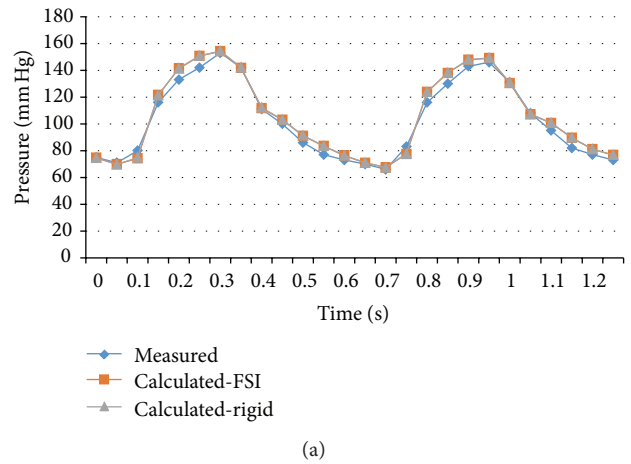 180
160
140
120
100
80
60
40
20
0
Pressure (mm Hg)
0 0.1 0.2 0.3 0.4 0.5 0.6 0.7 0.8 0.9 1 1.1 1.2
Time (s)
Measured
Calculated-FSI
Calculated-rigid
(a)